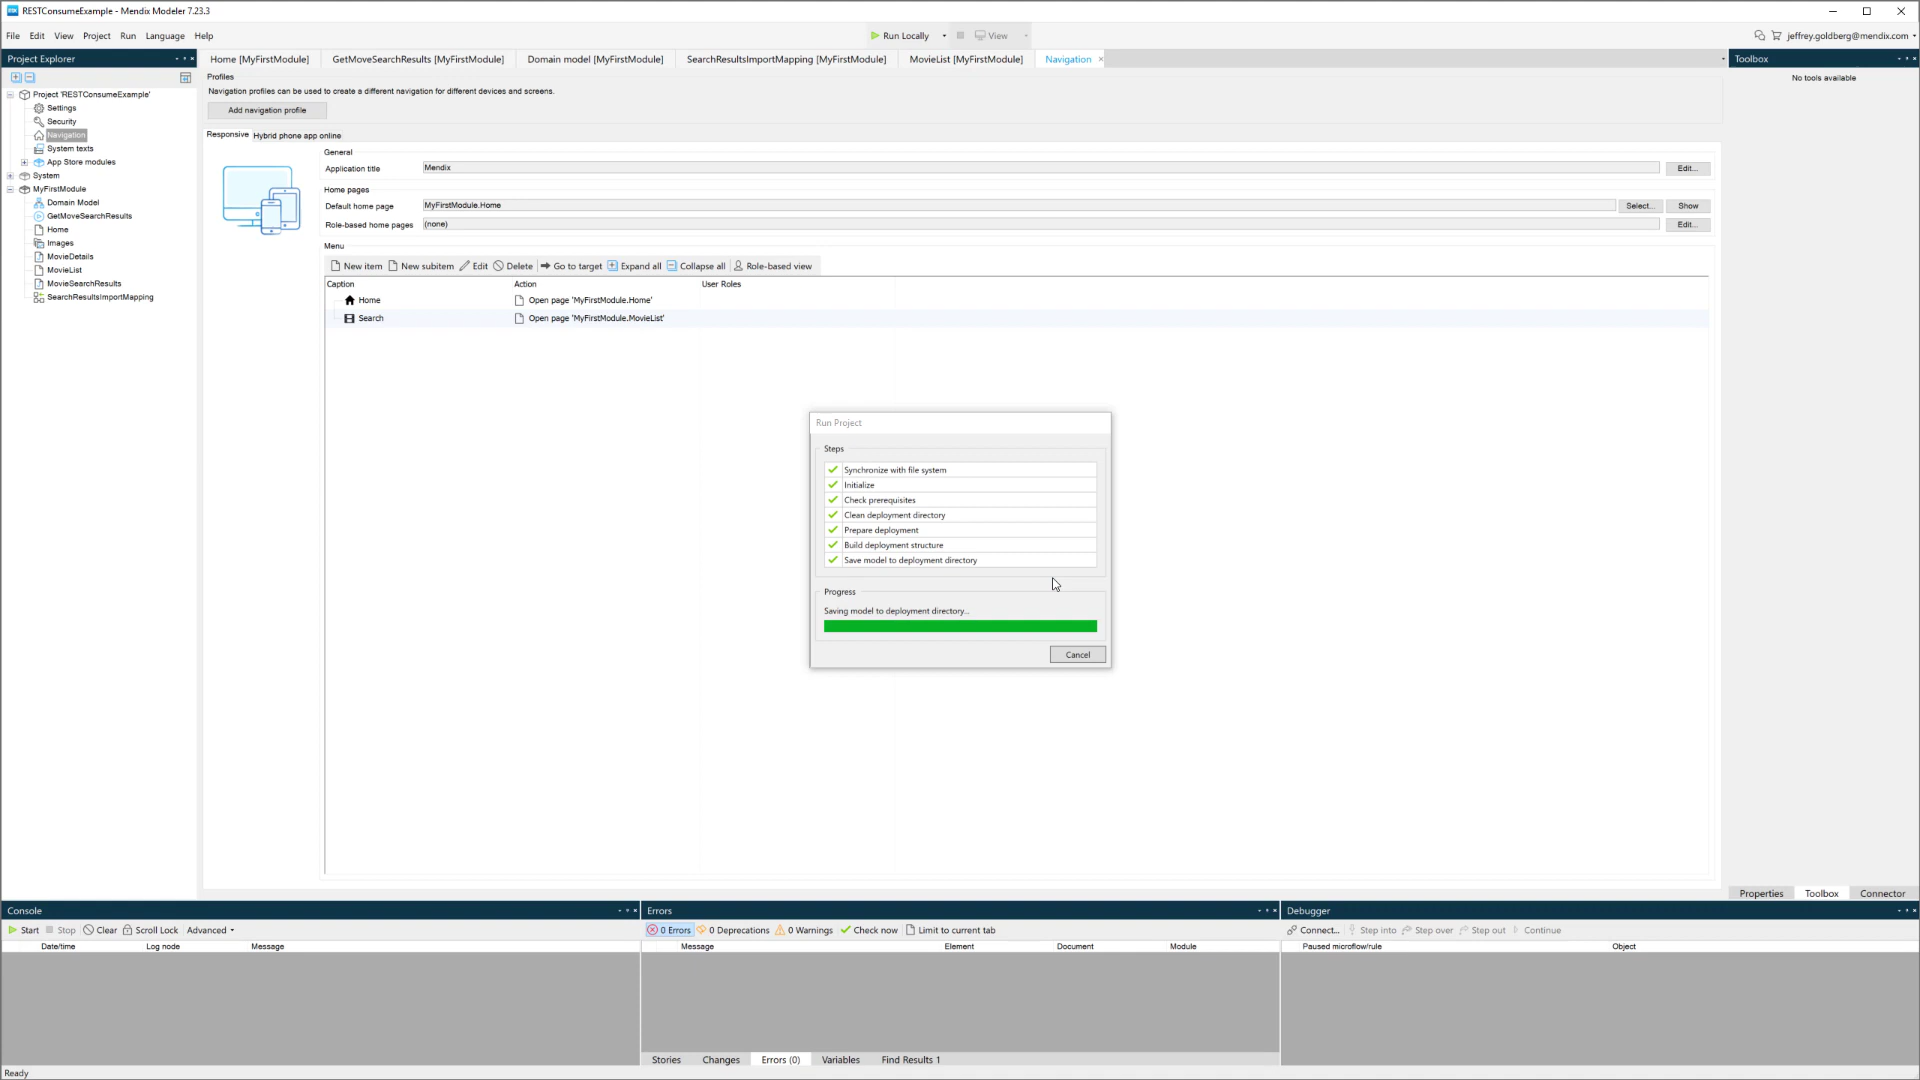 RESTConsumeExample - Mendix Modeler 7.23.3
File Edit View Project Run Language Help
Run Locally View
jeffrey.goldberg@mendix.com
Project Explorer
Home [MyFirstModule] GetMoveSearchResults [MyFirstModule] Domain model [MyFirstModule] SearchResultsImportMapping [MyFirstModule] MovieList [MyFirstModule] Navigation
Toolbox
No tools available
Project 'RESTConsumeExample'
Settings
Security
Navigation
System texts
App Store modules
System
MyFirstModule
Domain Model
GetMoveSearchResults
Home
Images
MovieDetails
MovieList
MovieSearchResults
SearchResultsImportMapping
Profiles
Navigation profiles can be used to create a different navigation for different devices and screens.
Add navigation profile
Responsive Hybrid phone app online
General
Application title Mendix Edit...
Home pages
Default home page MyFirstModule.Home Select... Show
Role-based home pages (none) Edit...
Menu
New item New subitem Edit Delete Go to target Expand all Collapse all Role-based view
Caption Action User Roles
Home Open page 'MyFirstModule.Home'
Search Open page 'MyFirstModule.MovieList'
Run Project
Steps
Synchronize with file system
Initialize
Check prerequisites
Clean deployment directory
Prepare deployment
Build deployment structure
Save model to deployment directory
Progress
Saving model to deployment directory...
Cancel
Properties Toolbox Connector
Console
Start Stop Clear Scroll Lock Advanced
Date/time Log node Message
Errors
0 Errors 0 Deprecations 0 Warnings Check now Limit to current tab
Message Element Document Module
Stories Changes Errors (0) Variables Find Results 1
Debugger
Connect... Step into Step over Step out Continue
Paused microflow/rule Object
Ready